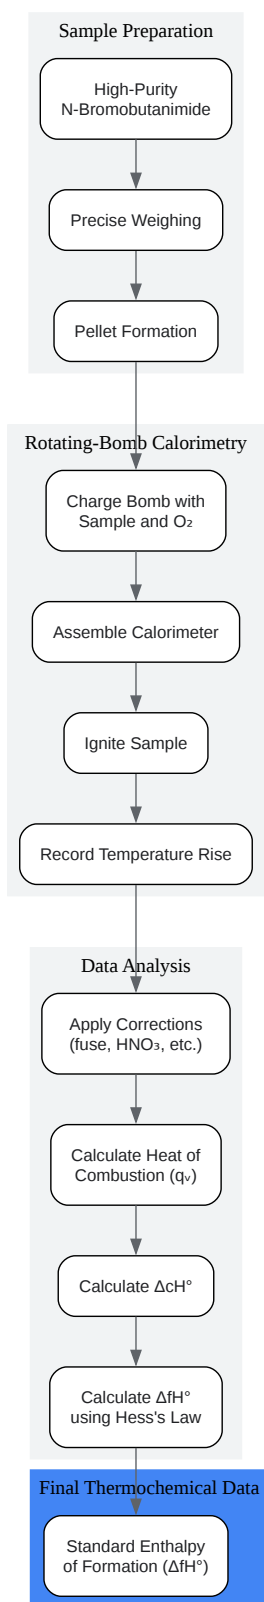 Sample Preparation
High-Purity
N-Bromobutanimide
Precise Weighing
Pellet Formation
Rotating-Bomb Calorimetry
Charge Bomb with
Sample and O₂
Assemble Calorimeter
Ignite Sample
Record Temperature Rise
Data Analysis
Apply Corrections
(fuse, HNO₃, etc.)
Calculate Heat of
Combustion (qᵥ)
Calculate ΔcH°
Calculate ΔfH°
using Hess's Law
Final Thermochemical Data
Standard Enthalpy
of Formation (ΔfH°)